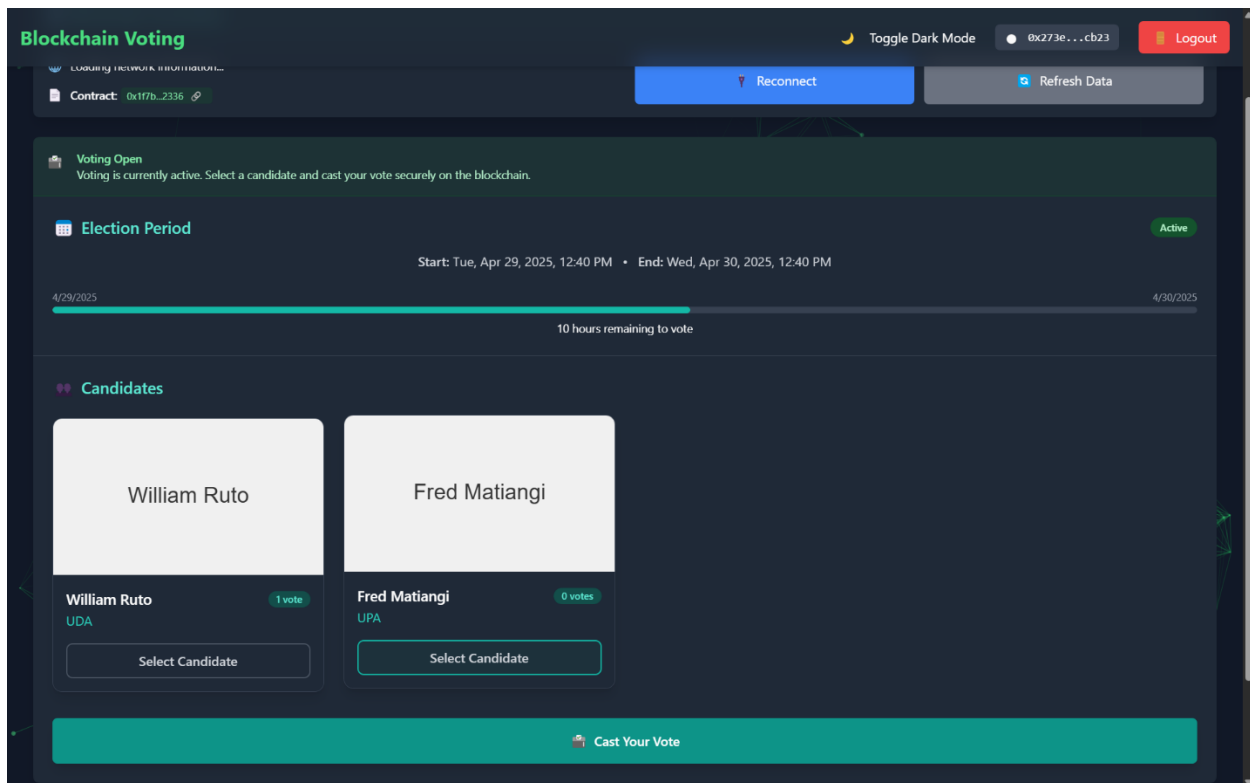 Blockchain Voting
Toggle Dark Mode
0x273e...cb23
Logout
Loading network information...
Contract: 0x1f7b...2336
Reconnect
Refresh Data
Voting Open
Voting is currently active. Select a candidate and cast your vote securely on the blockchain.
Election Period
Active
Start: Tue, Apr 29, 2025, 12:40 PM • End: Wed, Apr 30, 2025, 12:40 PM
4/29/2025
4/30/2025
10 hours remaining to vote
Candidates
William Ruto
Fred Matiangi
William Ruto
1 vote
UDA
Select Candidate
Fred Matiangi
0 votes
UPA
Select Candidate
Cast Your Vote